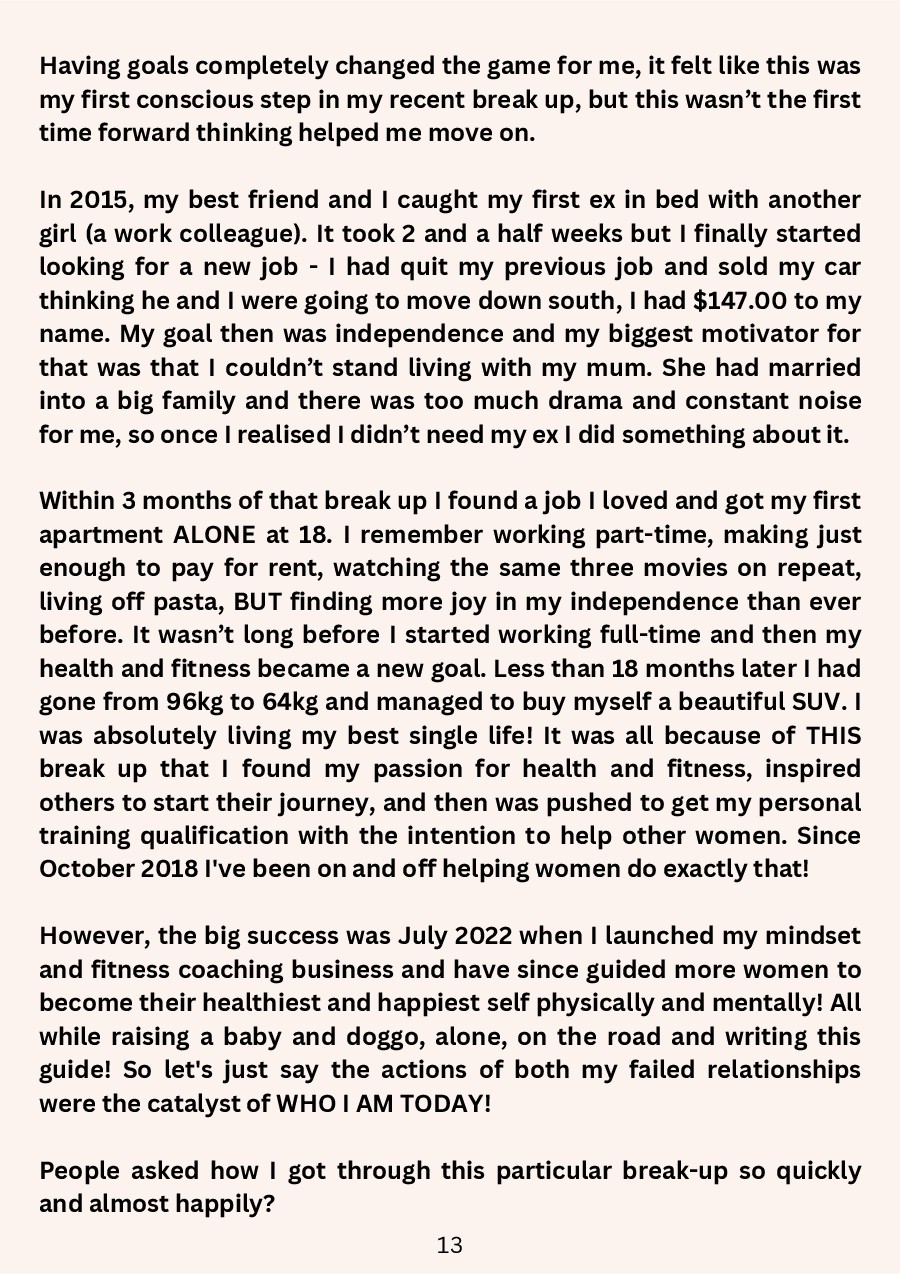 Having goals completely changed the game for me, it felt like this was
my first conscious step in my recent break up, but this wasn’t the first
time forward thinking helped me move on.
In 2015, my best friend and I caught my first ex in bed with another
girl (a work colleague). It took 2 and a half weeks but I finally started
looking for a new job - I had quit my previous job and sold my car
thinking he and I were going to move down south, I had $147.00 to my
name. My goal then was independence and my biggest motivator for
that was that I couldn’t stand living with my mum. She had married
into a big family and there was too much drama and constant noise
for me, so once I realised I didn’t need my ex I did something about it.
Within 3 months of that break up I found a job I loved and got my first
apartment ALONE at 18. I remember working part-time, making just
enough to pay for rent, watching the same three movies on repeat,
living off pasta, BUT finding more joy in my independence than ever
before. It wasn’t long before I started working full-time and then my
health and fitness became a new goal. Less than 18 months later I had
gone from 96kg to 64kg and managed to buy myself a beautiful SUV. I
was absolutely living my best single life! It was all because of THIS
break up that I found my passion for health and fitness, inspired
others to start their journey, and then was pushed to get my personal
training qualification with the intention to help other women. Since
October 2018 I've been on and off helping women do exactly that!
However, the big success was July 2022 when I launched my mindset
and fitness coaching business and have since guided more women to
become their healthiest and happiest self physically and mentally! All
while raising a baby and doggo, alone, on the road and writing this
guide! So let's just say the actions of both my failed relationships
were the catalyst of WHO I AM TODAY!
People asked how I got through this particular break-up so quickly
and almost happily?
13